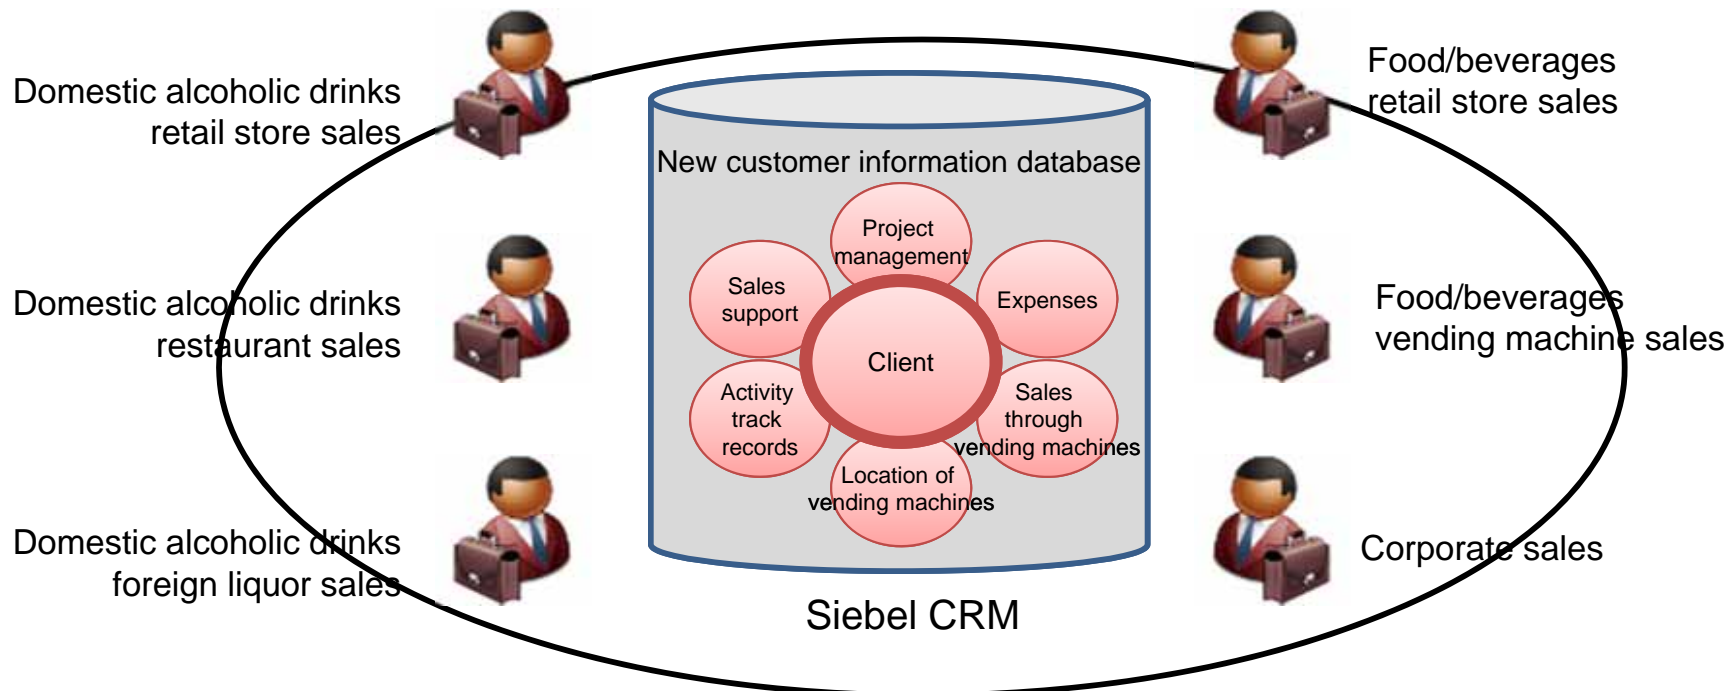 Domestic alcoholic drinks
retail store sales
Food/beverages
retail store sales
New customer information database
Project
management
Sales
support
Expenses
Client
Activity
track
records
Sales
through
vending machines
Location of
vending machines
Domestic alcoholic drinks
restaurant sales
Food/beverages
vending machine sales
Domestic alcoholic drinks
foreign liquor sales
Corporate sales
Siebel CRM